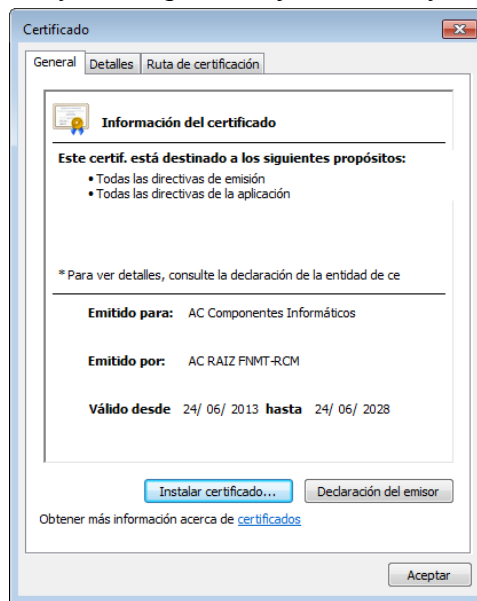 Certificado
General Detalles Ruta de certificación
Información del certificado
Este certif. está destinado a los siguientes propósitos:
• Todas las directivas de emisión
• Todas las directivas de la aplicación
* Para ver detalles, consulte la declaración de la entidad de ce
Emitido para: AC Componentes Informáticos
Emitido por: AC RAIZ FNMT-RCM
Válido desde 24/ 06/ 2013 hasta 24/ 06/ 2028
Instalar certificado... Declaración del emisor
Obtener más información acerca de certificados
Aceptar